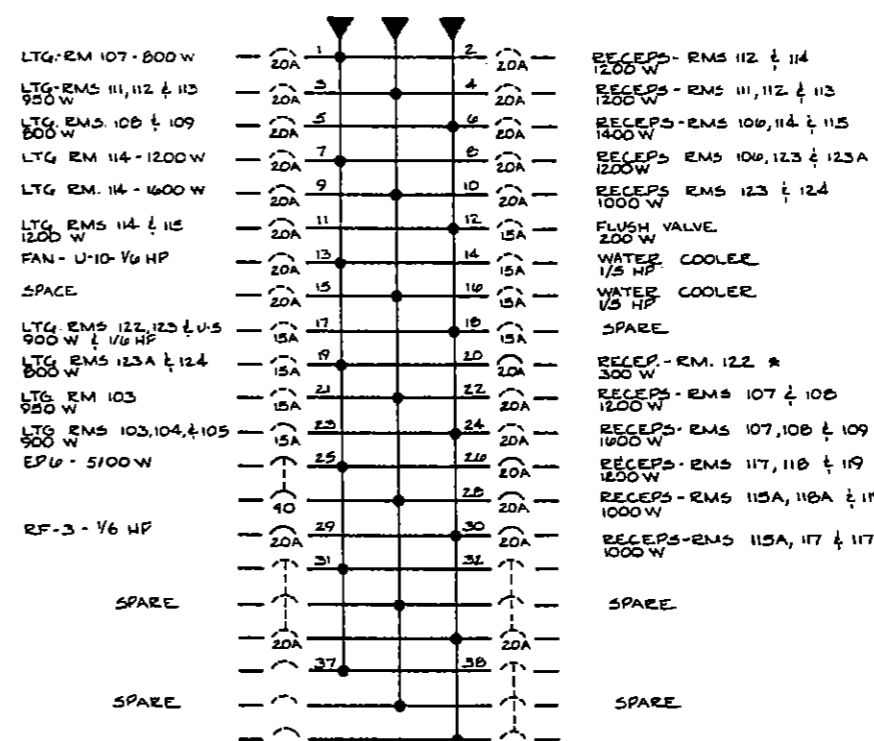 LTG-RM 107-800 W 20A 1 2 20A RECEPS-RMS 112 & 114
1200 W
LTG-RMS 111,112 & 113 20A 3 4 20A RECEPS-RMS 111,112 & 113
950 W 1200 W
LTG. RMS. 108 & 109 20A 5 6 20A RECEPS-RMS 106,114 & 115
800 W 1400 W
LTG RM 114-1200 W 20A 7 8 20A RECEPS RMS 106,123 & 123A
1200 W
LTG RM. 114-1600 W 20A 9 10 20A RECEPS RMS 123 & 124
1000 W
LTG RMS 114 & 115 20A 11 12 15A FLUSH VALVE
1200 W 200 W
FAN - U-10-1/6 HP 20A 13 14 15A WATER COOLER
1/5 HP
SPACE 20A 15 16 15A WATER COOLER
1/5 HP
LTG. RMS 122,123 & U-5 15A 17 18 15A SPARE
900 W & 1/6 HP
LTG RMS 123A & 124 15A 19 20 20A RECEP.-RM. 122 *
800 W 300 W
LTG RM 103 15A 21 22 20A RECEPS-RMS 107 & 108
950 W 1200 W
LTG RMS 103,104,&105 15A 23 24 20A RECEPS-RMS 107,108 & 109
900 W 1600 W
EP6 - 5100 W 25 26 20A RECEPS-RMS 117,118 & 119
1200 W
40 28 20A RECEPS-RMS 115A, 118A &
1000 W
RF-3-1/6 HP 20A 29 30 20A RECEPS-RMS 115A, 117 &
1000 W
31 32
SPARE SPARE
20A 20A
37 38
SPARE SPARE